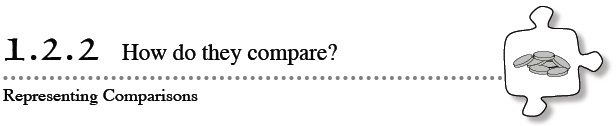 1.2.2 How do they compare?
Representing Comparisons